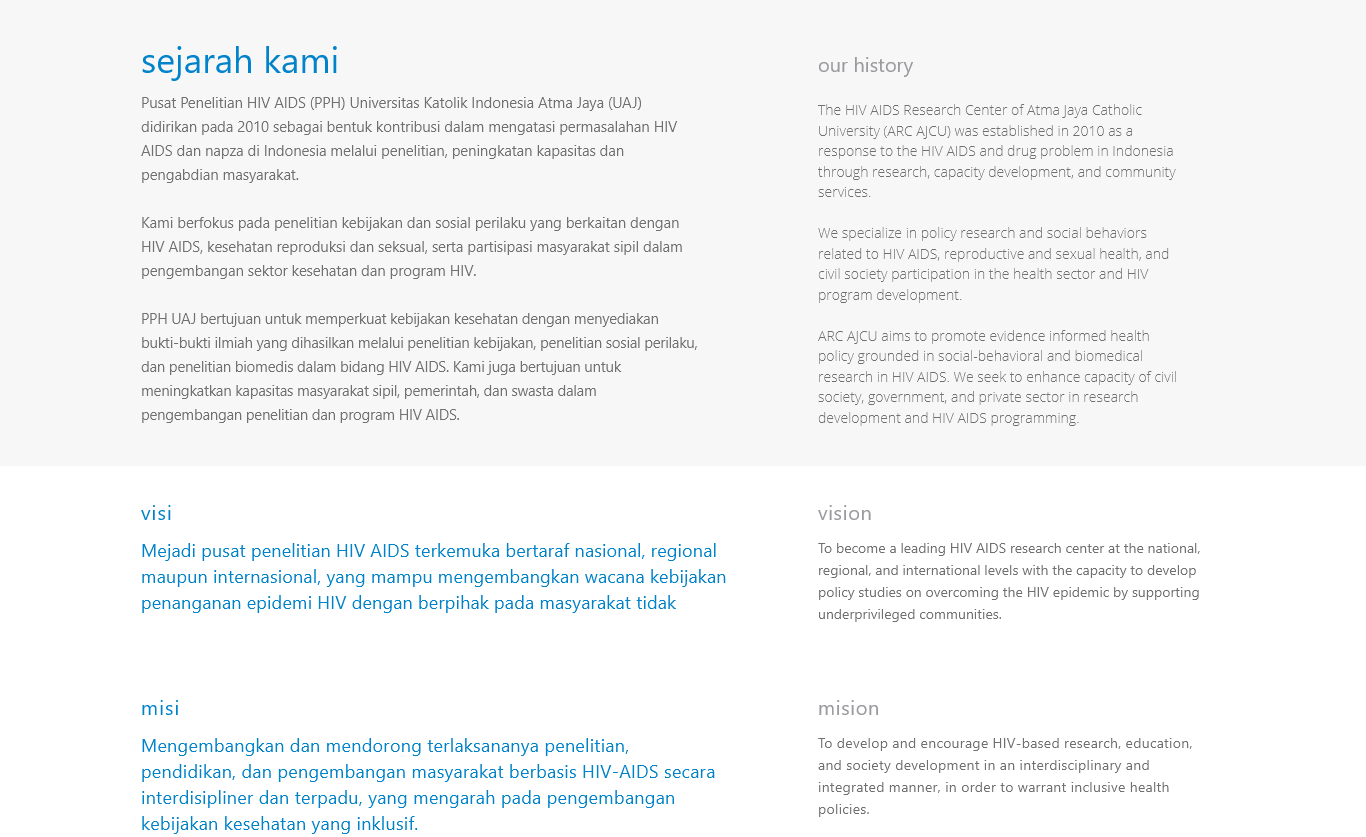 sejarah kami
Pusat Penelitian HIV AIDS (PPH) Universitas Katolik Indonesia Atma Jaya (UAJ)
didirikan pada 2010 sebagai bentuk kontribusi dalam mengatasi permasalahan HIV
AIDS dan napza di Indonesia melalui penelitian, peningkatan kapasitas dan
pengabdian masyarakat.
Kami berfokus pada penelitian kebijakan dan sosial perilaku yang berkaitan dengan
HIV AIDS, kesehatan reproduksi dan seksual, serta partisipasi masyarakat sipil dalam
pengembangan sektor kesehatan dan program HIV.
PPH UAJ bertujuan untuk memperkuat kebijakan kesehatan dengan menyediakan
bukti-bukti ilmiah yang dihasilkan melalui penelitian kebijakan, penelitian sosial perilaku,
dan penelitian biomedis dalam bidang HIV AIDS. Kami juga bertujuan untuk
meningkatkan kapasitas masyarakat sipil, pemerintah, dan swasta dalam
pengembangan penelitian dan program HIV AIDS.
our history
The HIV AIDS Research Center of Atma Jaya Catholic
University (ARC AJCU) was established in 2010 as a
response to the HIV AIDS and drug problem in Indonesia
through research, capacity development, and community
services.
We specialize in policy research and social behaviors
related to HIV AIDS, reproductive and sexual health, and
civil society participation in the health sector and HIV
program development.
ARC AJCU aims to promote evidence informed health
policy grounded in social-behavioral and biomedical
research in HIV AIDS. We seek to enhance capacity of civil
society, government, and private sector in research
development and HIV AIDS programming.
visi
Mejadi pusat penelitian HIV AIDS terkemuka bertaraf nasional, regional
maupun internasional, yang mampu mengembangkan wacana kebijakan
penanganan epidemi HIV dengan berpihak pada masyarakat tidak
vision
To become a leading HIV AIDS research center at the national,
regional, and international levels with the capacity to develop
policy studies on overcoming the HIV epidemic by supporting
underprivileged communities.
misi
Mengembangkan dan mendorong terlaksananya penelitian,
pendidikan, dan pengembangan masyarakat berbasis HIV-AIDS secara
interdisipliner dan terpadu, yang mengarah pada pengembangan
kebijakan kesehatan yang inklusif.
mision
To develop and encourage HIV-based research, education,
and society development in an interdisciplinary and
integrated manner, in order to warrant inclusive health
policies.